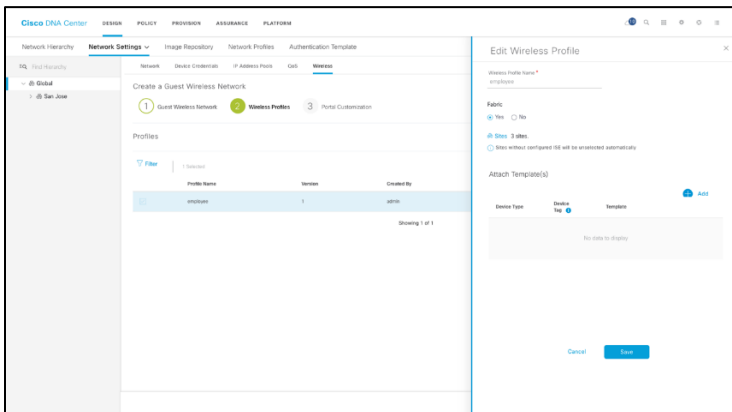 Cisco DNA Center DESIGN POLICY PROVISION ASSURANCE PLATFORM
Network Hierarchy Network Settings Image Repository Network Profiles Authentication Template
Find Hierarchy
Global
San Jose
Network Device Credentials IP Address Pools QoS Wireless
Create a Guest Wireless Network
1 Guest Wireless Network 2 Wireless Profiles 3 Portal Customization
Profiles
Filter 1 Selected
Profile Name Version Created By
employee 1 admin
Showing 1 of 1
Edit Wireless Profile
Wireless Profile Name *
employee
Fabric
Yes No
Sites 3 sites.
Sites without configured ISE will be unselected automatically.
Attach Template(s)
Add
Device Type Device Tag Template
No data to display
Cancel Save